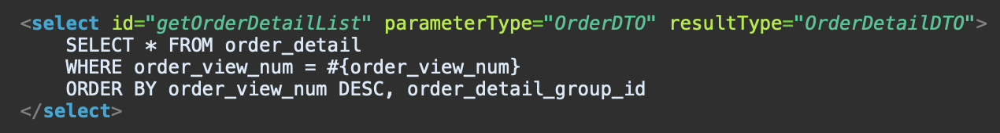 <select id="getOrderDetailList" parameterType="OrderDTO" resultType="OrderDetailDTO">
SELECT * FROM order_detail
WHERE order_view_num = #{order_view_num}
ORDER BY order_view_num DESC, order_detail_group_id
</select>